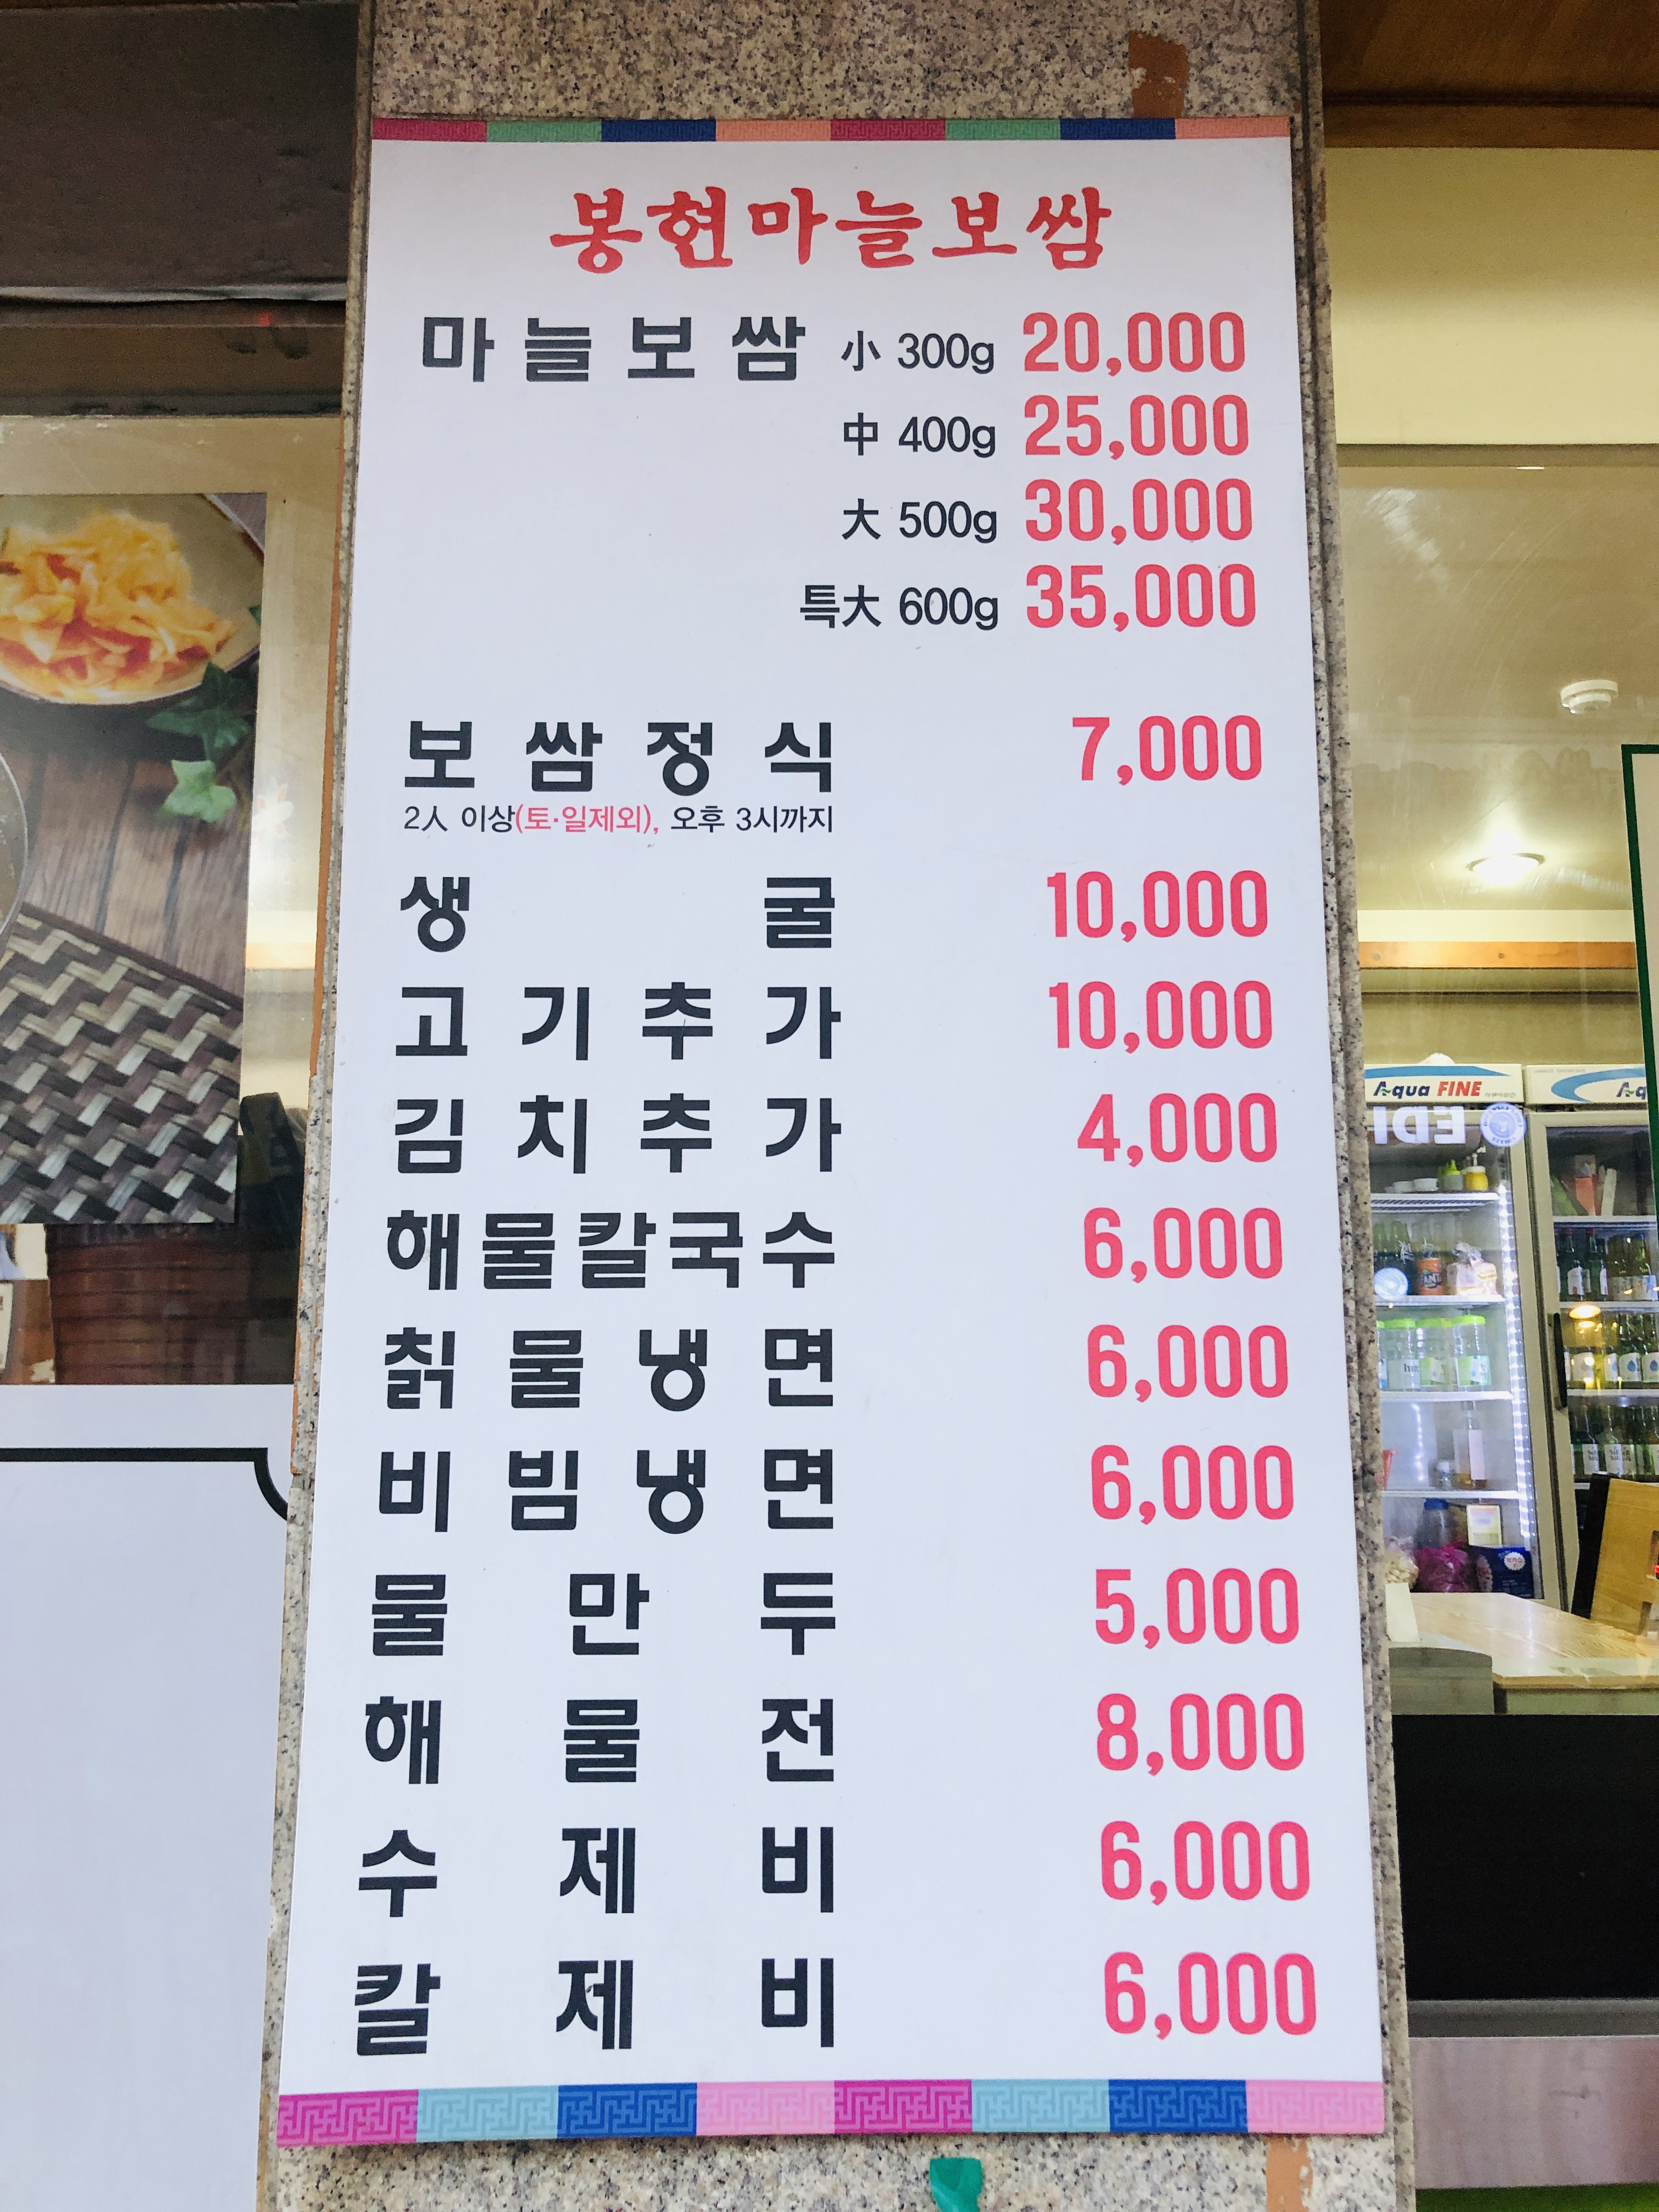 봉현마늘보쌈
마늘보쌈 小 300g 20,000
中 400g 25,000
大 500g 30,000
특大 600g 35,000
보쌈정식 7,000
2人 이상(토·일제외), 오후 3시까지
생굴 10,000
고기추가 10,000
김치추가 4,000
해물칼국수 6,000
칡물냉면 6,000
비빔냉면 6,000
물만두 5,000
해물전 8,000
수제비 6,000
칼제비 6,000
Aqua FINE